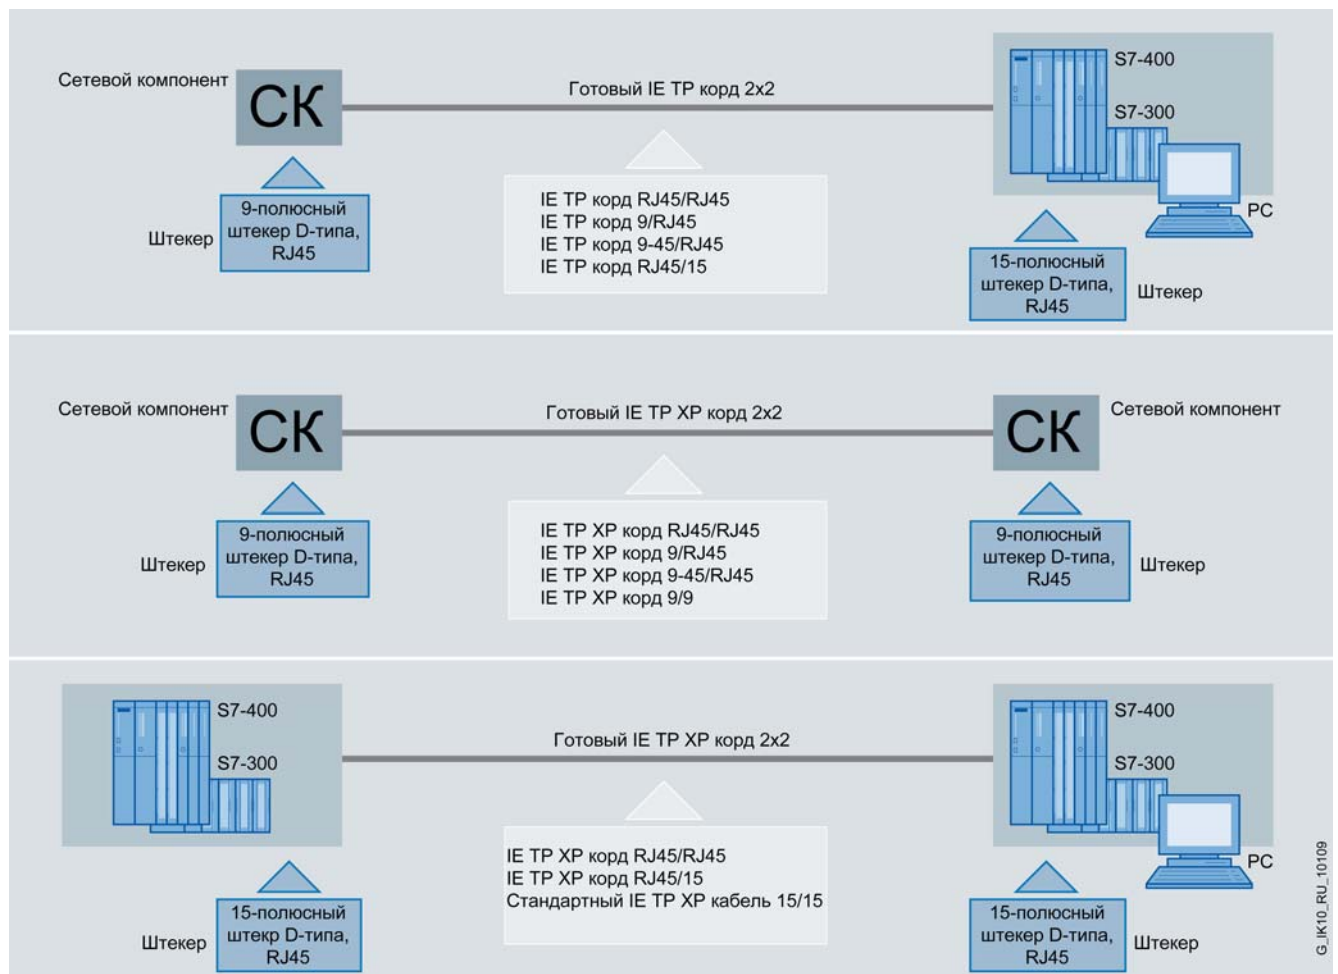 Сетевой компонент
СК
Готовый IE TP корд 2x2
S7-400
S7-300
PC
9-полюсный
штекер D-типа,
RJ45
Штекер
IE TP корд RJ45/RJ45
IE TP корд 9/RJ45
IE TP корд 9-45/RJ45
IE TP корд RJ45/15
15-полюсный
штекер D-типа,
RJ45
Штекер
Сетевой компонент
СК
Готовый IE TP XP корд 2x2
СК
Сетевой компонент
9-полюсный
штекер D-типа,
RJ45
Штекер
IE TP XP корд RJ45/RJ45
IE TP XP корд 9/RJ45
IE TP XP корд 9-45/RJ45
IE TP XP корд 9/9
9-полюсный
штекер D-типа,
RJ45
Штекер
S7-400
S7-300
Готовый IE TP XP корд 2x2
S7-400
S7-300
PC
15-полюсный
штекр D-типа,
RJ45
Штекер
IE TP XP корд RJ45/RJ45
IE TP XP корд RJ45/15
Стандартный IE TP XP кабель 15/15
15-полюсный
штекер D-типа,
RJ45
Штекер
G_IK10_RU_10109